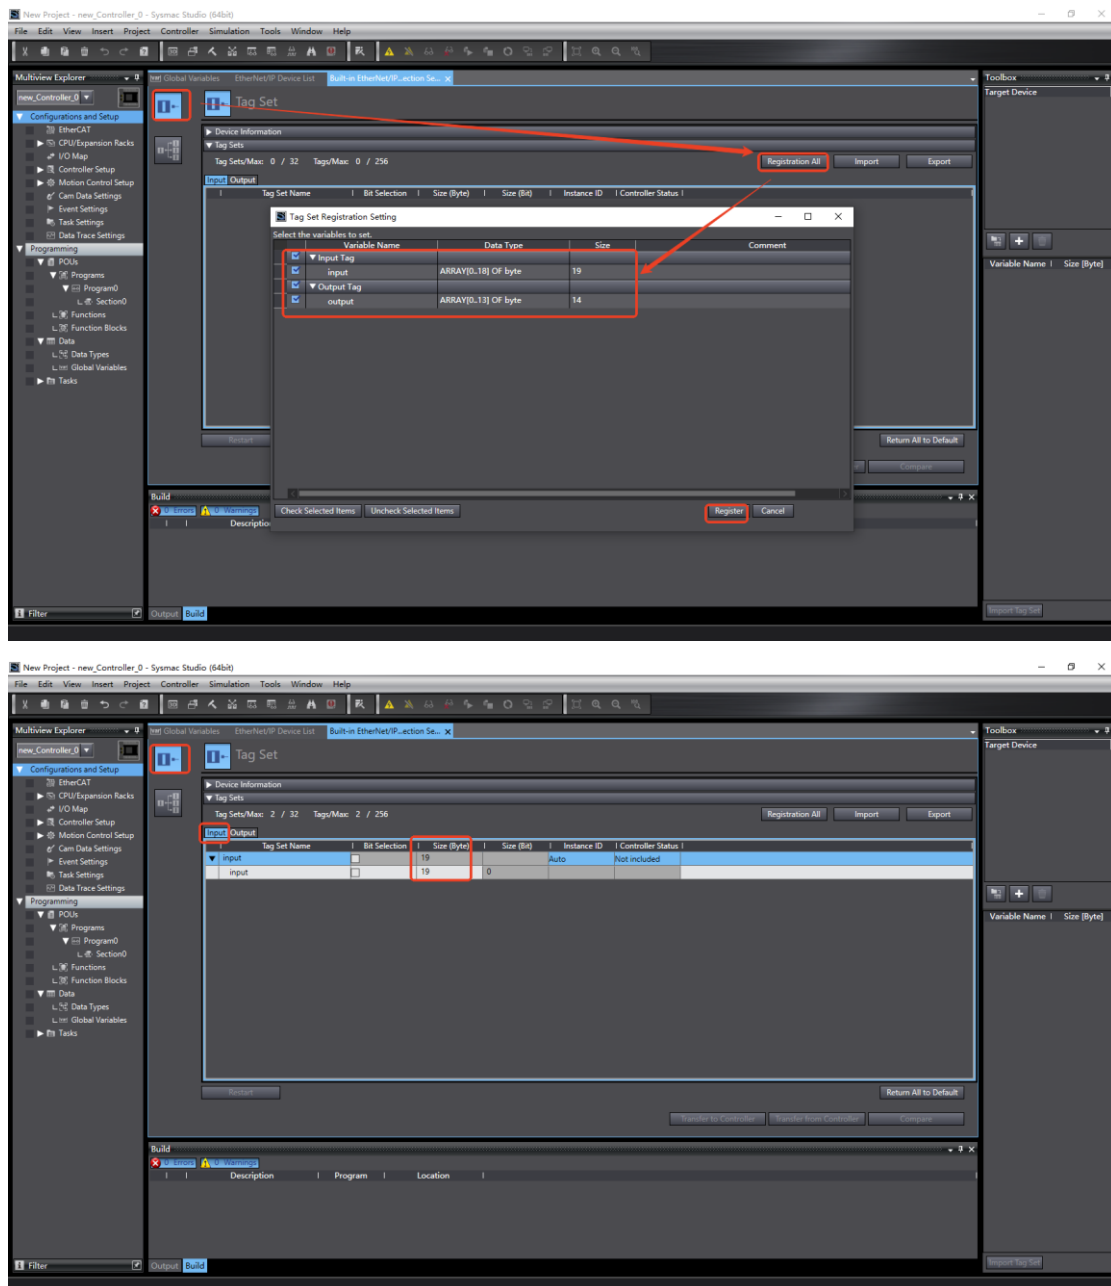 New Project - new_Controller_0 - Sysmac Studio (64bit)
File Edit View Insert Project Controller Simulation Tools Window Help
Multiview Explorer
Global Variables EtherNet/IP Device List Built-in EtherNet/IP...ection Se...
Toolbox
new_Controller_0
Tag Set
Target Device
Configurations and Setup
EtherCAT
CPU/Expansion Racks
I/O Map
Controller Setup
Motion Control Setup
Cam Data Settings
Event Settings
Task Settings
Data Trace Settings
Programming
POUs
Programs
Program0
Section0
Functions
Function Blocks
Data
Data Types
Global Variables
Tasks
Device Information
Tag Sets
Tag Sets/Max: 0 / 32 Tags/Max: 0 / 256
Registration All Import Export
Input Output
Tag Set Name Bit Selection Size (Byte) Size (Bit) Instance ID Controller Status
Tag Set Registration Setting
Select the variables to set.
Variable Name Data Type Size Comment
Input Tag
input ARRAY[0..18] OF byte 19
Output Tag
output ARRAY[0..13] OF byte 14
Check Selected Items Uncheck Selected Items Register Cancel
Variable Name Size [Byte]
Restart
Return All to Default
Compare
Build
0 Errors 0 Warnings
Descriptio
Filter
Output Build
Import Tag Set
New Project - new_Controller_0 - Sysmac Studio (64bit)
File Edit View Insert Project Controller Simulation Tools Window Help
Multiview Explorer
Global Variables EtherNet/IP Device List Built-in EtherNet/IP...ection Se...
Toolbox
new_Controller_0
Tag Set
Target Device
Configurations and Setup
EtherCAT
CPU/Expansion Racks
I/O Map
Controller Setup
Motion Control Setup
Cam Data Settings
Event Settings
Task Settings
Data Trace Settings
Programming
POUs
Programs
Program0
Section0
Functions
Function Blocks
Data
Data Types
Global Variables
Tasks
Device Information
Tag Sets
Tag Sets/Max: 2 / 32 Tags/Max: 2 / 256
Registration All Import Export
Input Output
Tag Set Name Bit Selection Size (Byte) Size (Bit) Instance ID Controller Status
input 19 Auto Not included
input 19 0
Variable Name Size [Byte]
Restart
Return All to Default
Transfer to Controller Transfer from Controller Compare
Build
0 Errors 0 Warnings
Description Program Location
Filter
Output Build
Import Tag Set